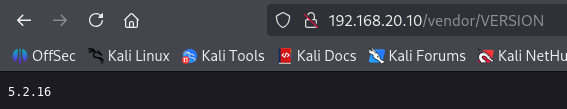 192.168.20.10/vendor/VERSION
OffSec Kali Linux Kali Tools Kali Docs Kali Forums Kali NetHu
5.2.16